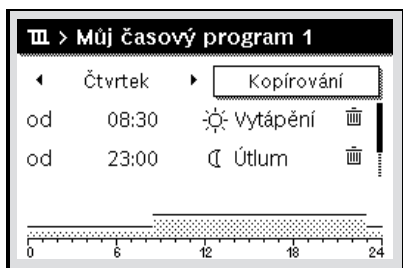 > Můj časový program 1
Čtvrtek Kopírování
od 08:30 Vytápění
od 23:00 Útlum
0 6 12 18 24